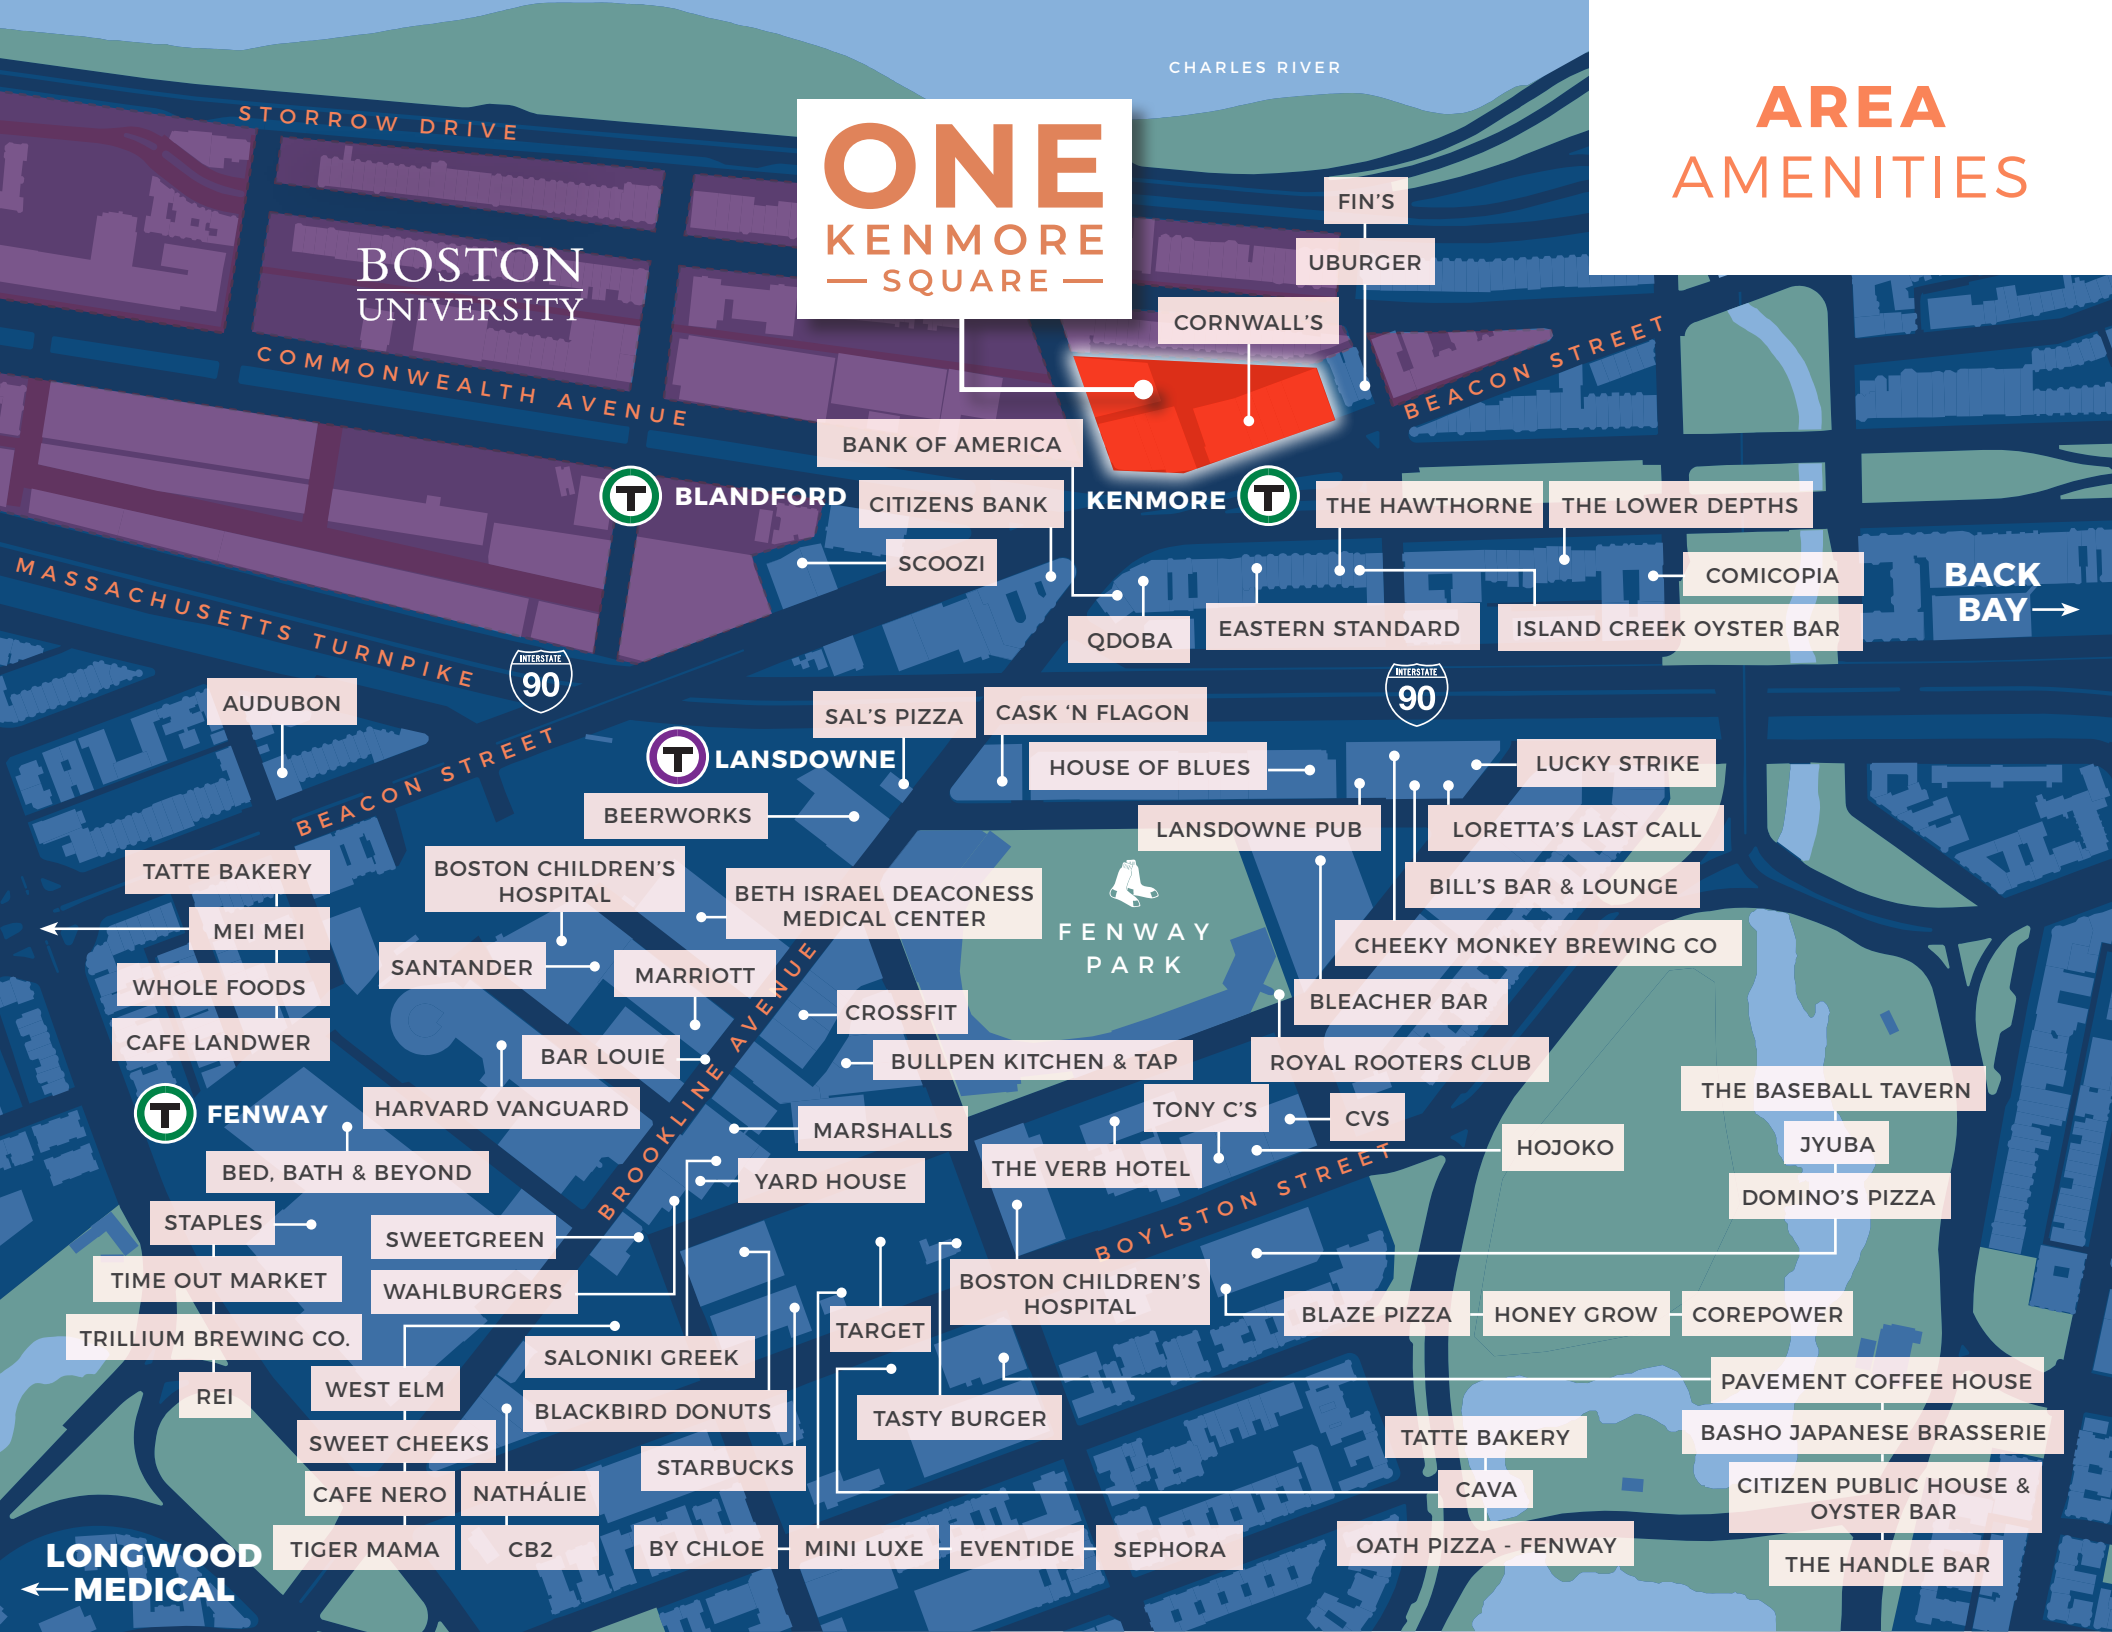 CHARLES RIVER
AREA
AMENITIES
STORROW DRIVE
ONE
KENMORE
SQUARE
FIN'S
UBURGER
BOSTON
UNIVERSITY
CORNWALL'S
COMMONWEALTH AVENUE
BEACON STREET
BANK OF AMERICA
T BLANDFORD
CITIZENS BANK
KENMORE T
THE HAWTHORNE
THE LOWER DEPTHS
SCOOZI
COMICOPIA
BACK
BAY
MASSACHUSETTS TURNPIKE
QDOBA
EASTERN STANDARD
ISLAND CREEK OYSTER BAR
INTERSTATE
90
INTERSTATE
90
AUDUBON
SAL'S PIZZA
CASK ‘N FLAGON
T LANSDOWNE
HOUSE OF BLUES
LUCKY STRIKE
BEACON STREET
BEERWORKS
LANSDOWNE PUB
LORETTA'S LAST CALL
TATTE BAKERY
BOSTON CHILDREN'S
HOSPITAL
BETH ISRAEL DEACONESS
MEDICAL CENTER
BILL'S BAR & LOUNGE
MEI MEI
FENWAY
PARK
CHEEKY MONKEY BREWING CO
SANTANDER
MARRIOTT
WHOLE FOODS
BLEACHER BAR
CROSSFIT
CAFE LANDWER
BAR LOUIE
BULLPEN KITCHEN & TAP
ROYAL ROOTERS CLUB
BROOKLINE AVENUE
T FENWAY
HARVARD VANGUARD
TONY C'S
CVS
THE BASEBALL TAVERN
MARSHALLS
HOJOKO
JYUBA
BED, BATH & BEYOND
YARD HOUSE
THE VERB HOTEL
DOMINO'S PIZZA
BOYLSTON STREET
STAPLES
SWEETGREEN
TIME OUT MARKET
WAHLBURGERS
BOSTON CHILDREN'S
HOSPITAL
BLAZE PIZZA
HONEY GROW
COREPOWER
TRILLIUM BREWING CO.
TARGET
SALONIKI GREEK
REI
WEST ELM
PAVEMENT COFFEE HOUSE
BLACKBIRD DONUTS
TASTY BURGER
SWEET CHEEKS
TATTE BAKERY
BASHO JAPANESE BRASSERIE
STARBUCKS
CAFE NERO
NATHÁLIE
CAVA
CITIZEN PUBLIC HOUSE &
OYSTER BAR
LONGWOOD
MEDICAL
TIGER MAMA
CB2
BY CHLOE
MINI LUXE
EVENTIDE
SEPHORA
OATH PIZZA - FENWAY
THE HANDLE BAR